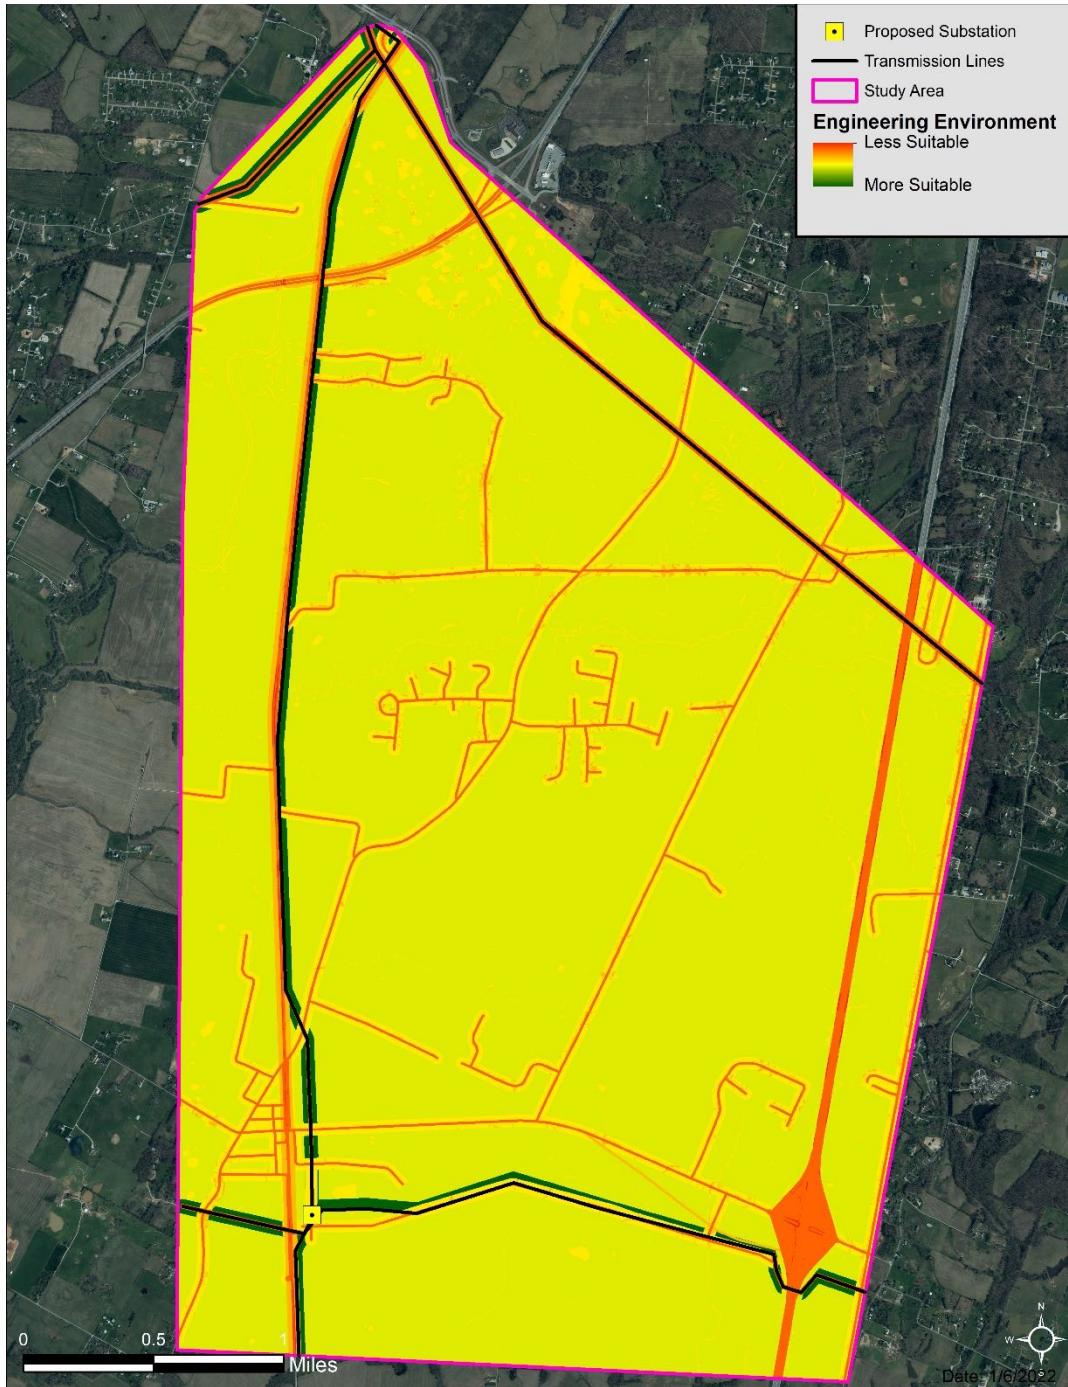 Proposed Substation
Transmission Lines
Study Area
Engineering Environment
Less Suitable
More Suitable
N
W
S
0 0.5 1
Miles
Date: 1/6/2022